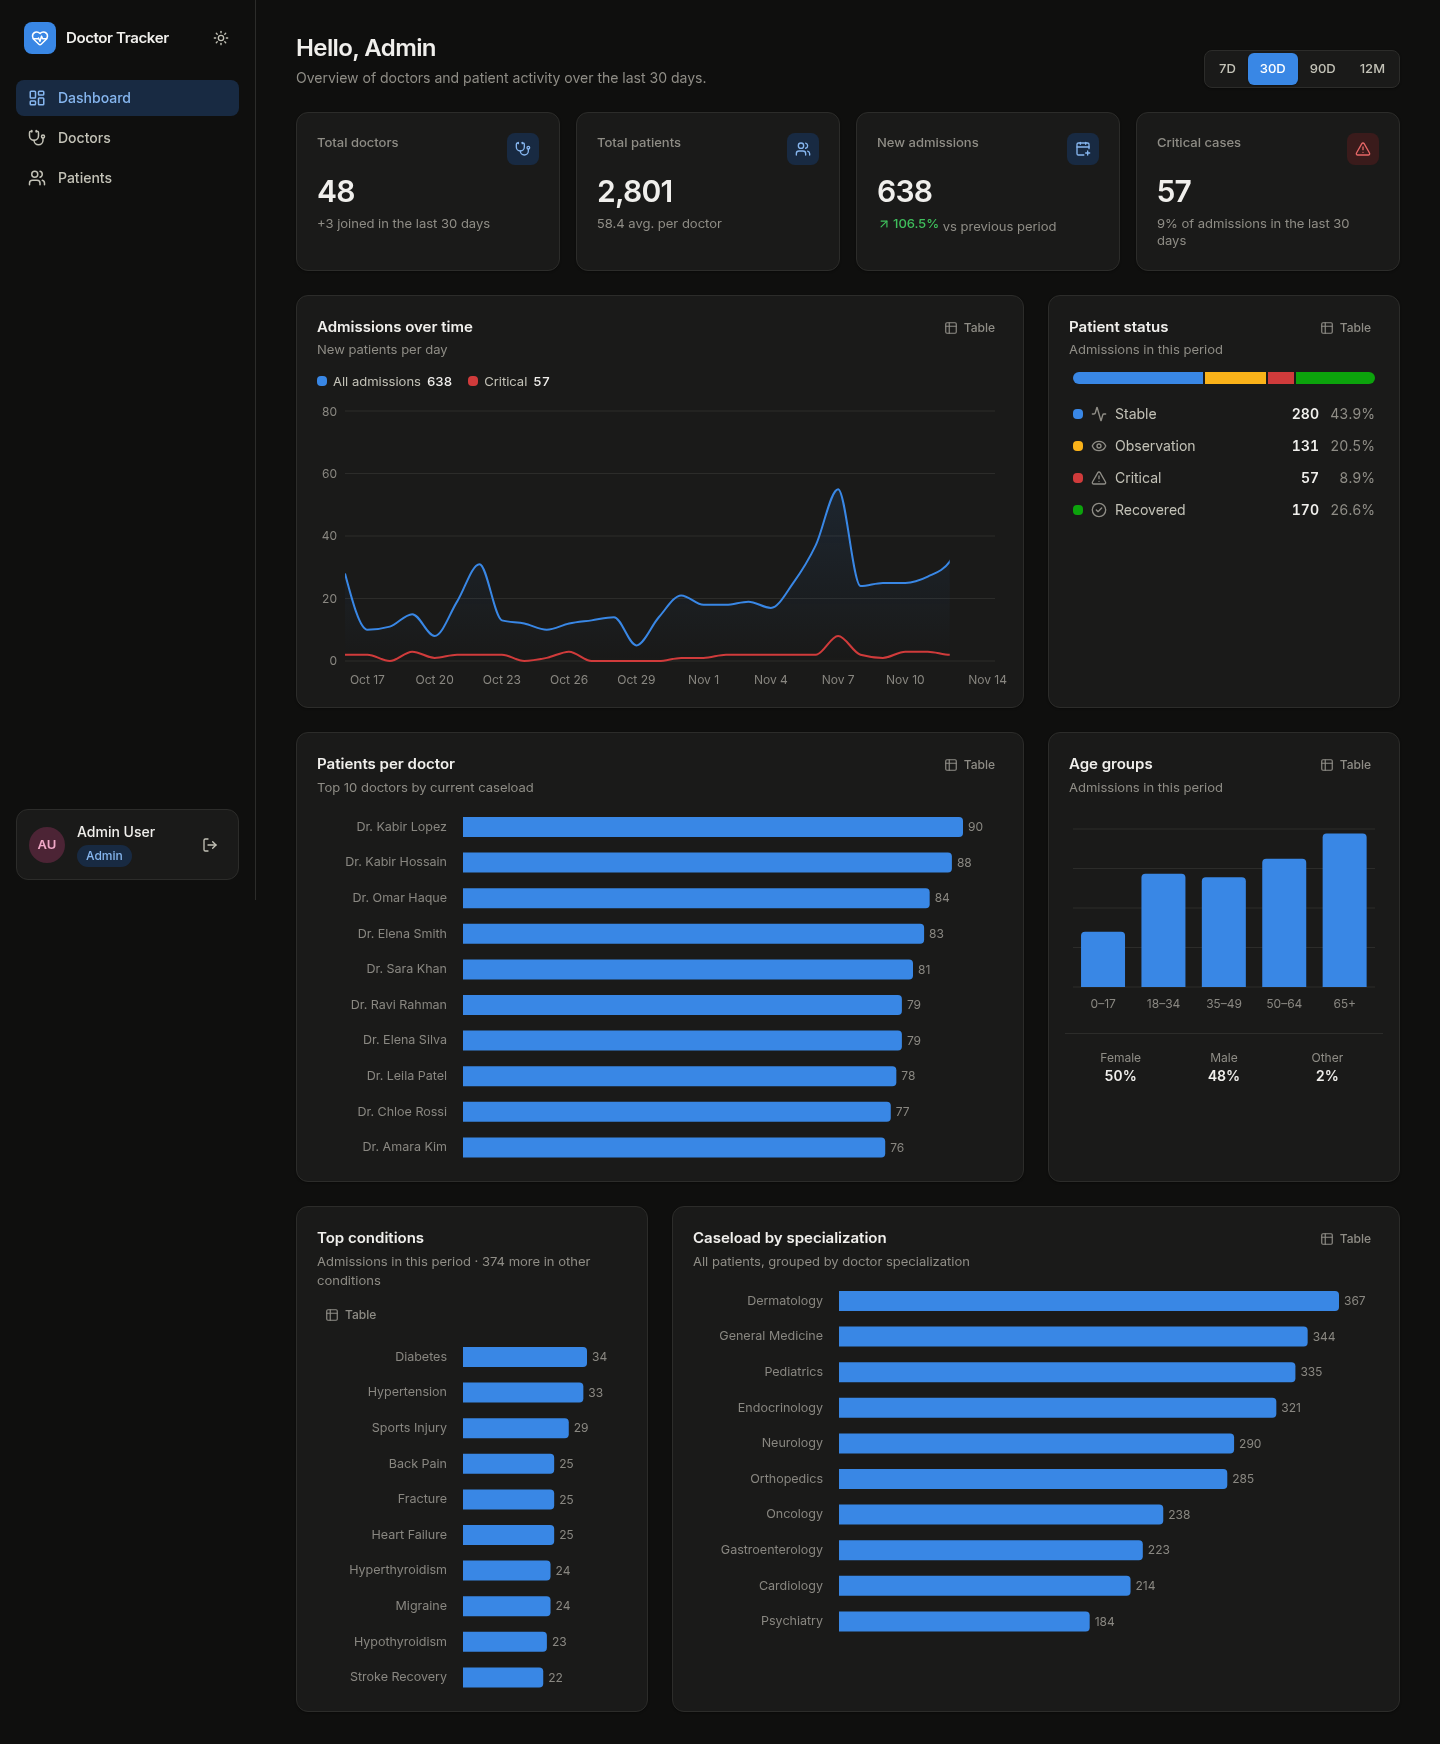 Doctor Tracker
Dashboard
Doctors
Patients
AU
Admin User
Admin
Hello, Admin
Overview of doctors and patient activity over the last 30 days.
7D 30D 90D 12M
Total doctors
48
+3 joined in the last 30 days
Total patients
2,801
58.4 avg. per doctor
New admissions
638
106.5% vs previous period
Critical cases
57
9% of admissions in the last 30
days
Admissions over time
Table
New patients per day
All admissions 638 Critical 57
80
60
40
20
0
Oct 17 Oct 20 Oct 23 Oct 26 Oct 29 Nov 1 Nov 4 Nov 7 Nov 10 Nov 14
Patient status
Table
Admissions in this period
Stable 280 43.9%
Observation 131 20.5%
Critical 57 8.9%
Recovered 170 26.6%
Patients per doctor
Table
Top 10 doctors by current caseload
Dr. Kabir Lopez 90
Dr. Kabir Hossain 88
Dr. Omar Haque 84
Dr. Elena Smith 83
Dr. Sara Khan 81
Dr. Ravi Rahman 79
Dr. Elena Silva 79
Dr. Leila Patel 78
Dr. Chloe Rossi 77
Dr. Amara Kim 76
Age groups
Table
Admissions in this period
0–17 18–34 35–49 50–64 65+
Female Male Other
50% 48% 2%
Top conditions
Admissions in this period · 374 more in other
conditions
Table
Diabetes 34
Hypertension 33
Sports Injury 29
Back Pain 25
Fracture 25
Heart Failure 25
Hyperthyroidism 24
Migraine 24
Hypothyroidism 23
Stroke Recovery 22
Caseload by specialization
Table
All patients, grouped by doctor specialization
Dermatology 367
General Medicine 344
Pediatrics 335
Endocrinology 321
Neurology 290
Orthopedics 285
Oncology 238
Gastroenterology 223
Cardiology 214
Psychiatry 184